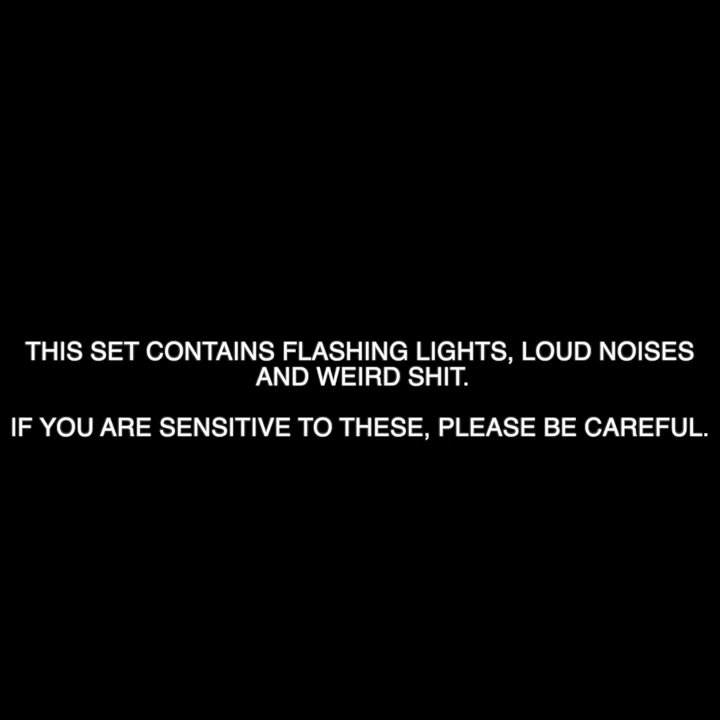 THIS SET CONTAINS FLASHING LIGHTS, LOUD NOISES
AND WEIRD SHIT.
IF YOU ARE SENSITIVE TO THESE, PLEASE BE CAREFUL.